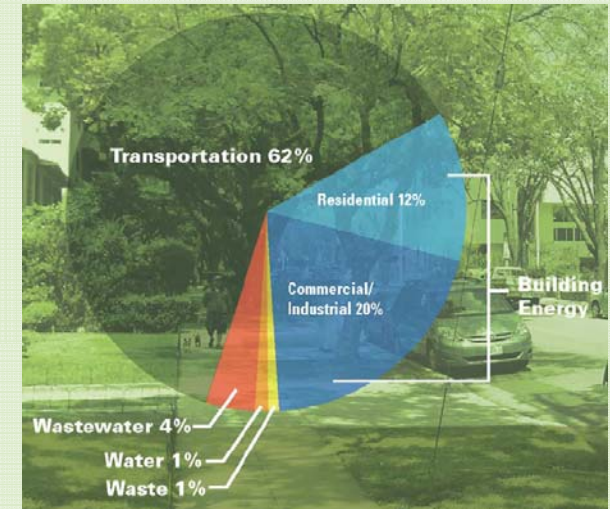 Transportation 62%
Residential 12%
Commercial/
Industrial 20%
Building
Energy
Wastewater 4%
Water 1%
Waste 1%